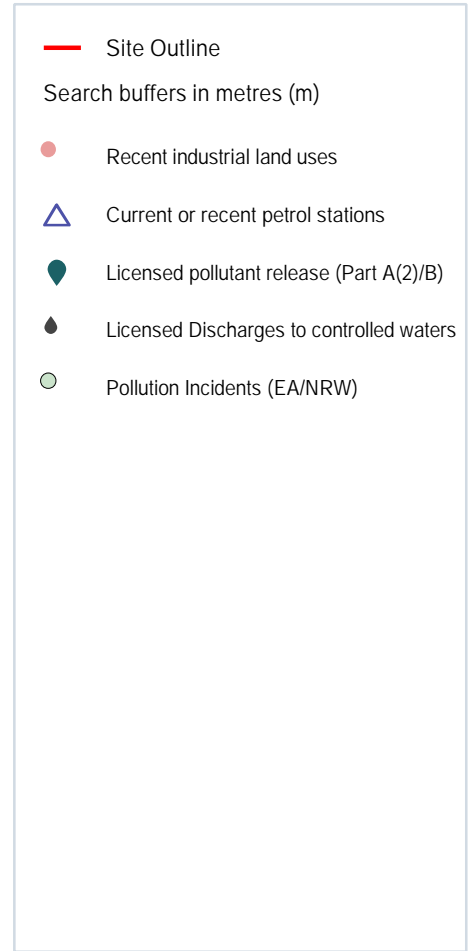 Site Outline
Search buffers in metres (m)
Recent industrial land uses
Current or recent petrol stations
Licensed pollutant release (Part A(2)/B)
Licensed Discharges to controlled waters
Pollution Incidents (EA/NRW)